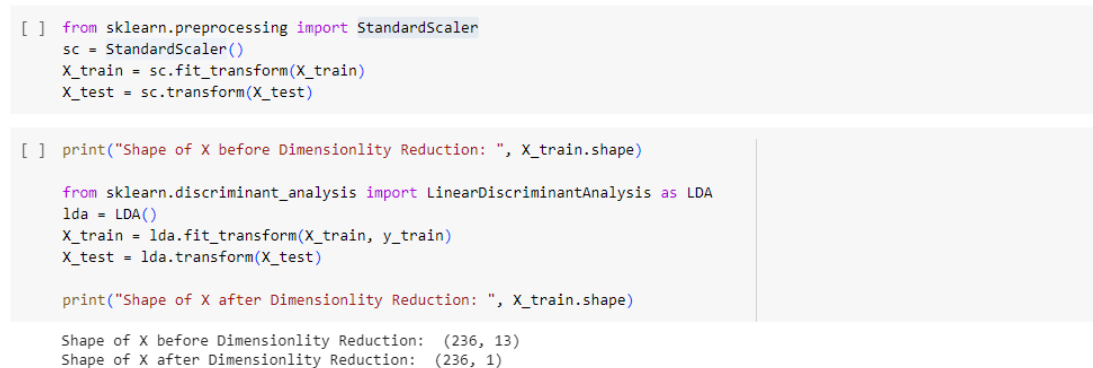 [ ] from sklearn.preprocessing import StandardScaler
sc = StandardScaler()
X_train = sc.fit_transform(X_train)
X_test = sc.transform(X_test)
[ ] print("Shape of X before Dimensionlity Reduction: ", X_train.shape)
from sklearn.discriminant_analysis import LinearDiscriminantAnalysis as LDA
lda = LDA()
X_train = lda.fit_transform(X_train, y_train)
X_test = lda.transform(X_test)
print("Shape of X after Dimensionlity Reduction: ", X_train.shape)
Shape of X before Dimensionlity Reduction:  (236, 13)
Shape of X after Dimensionlity Reduction:  (236, 1)